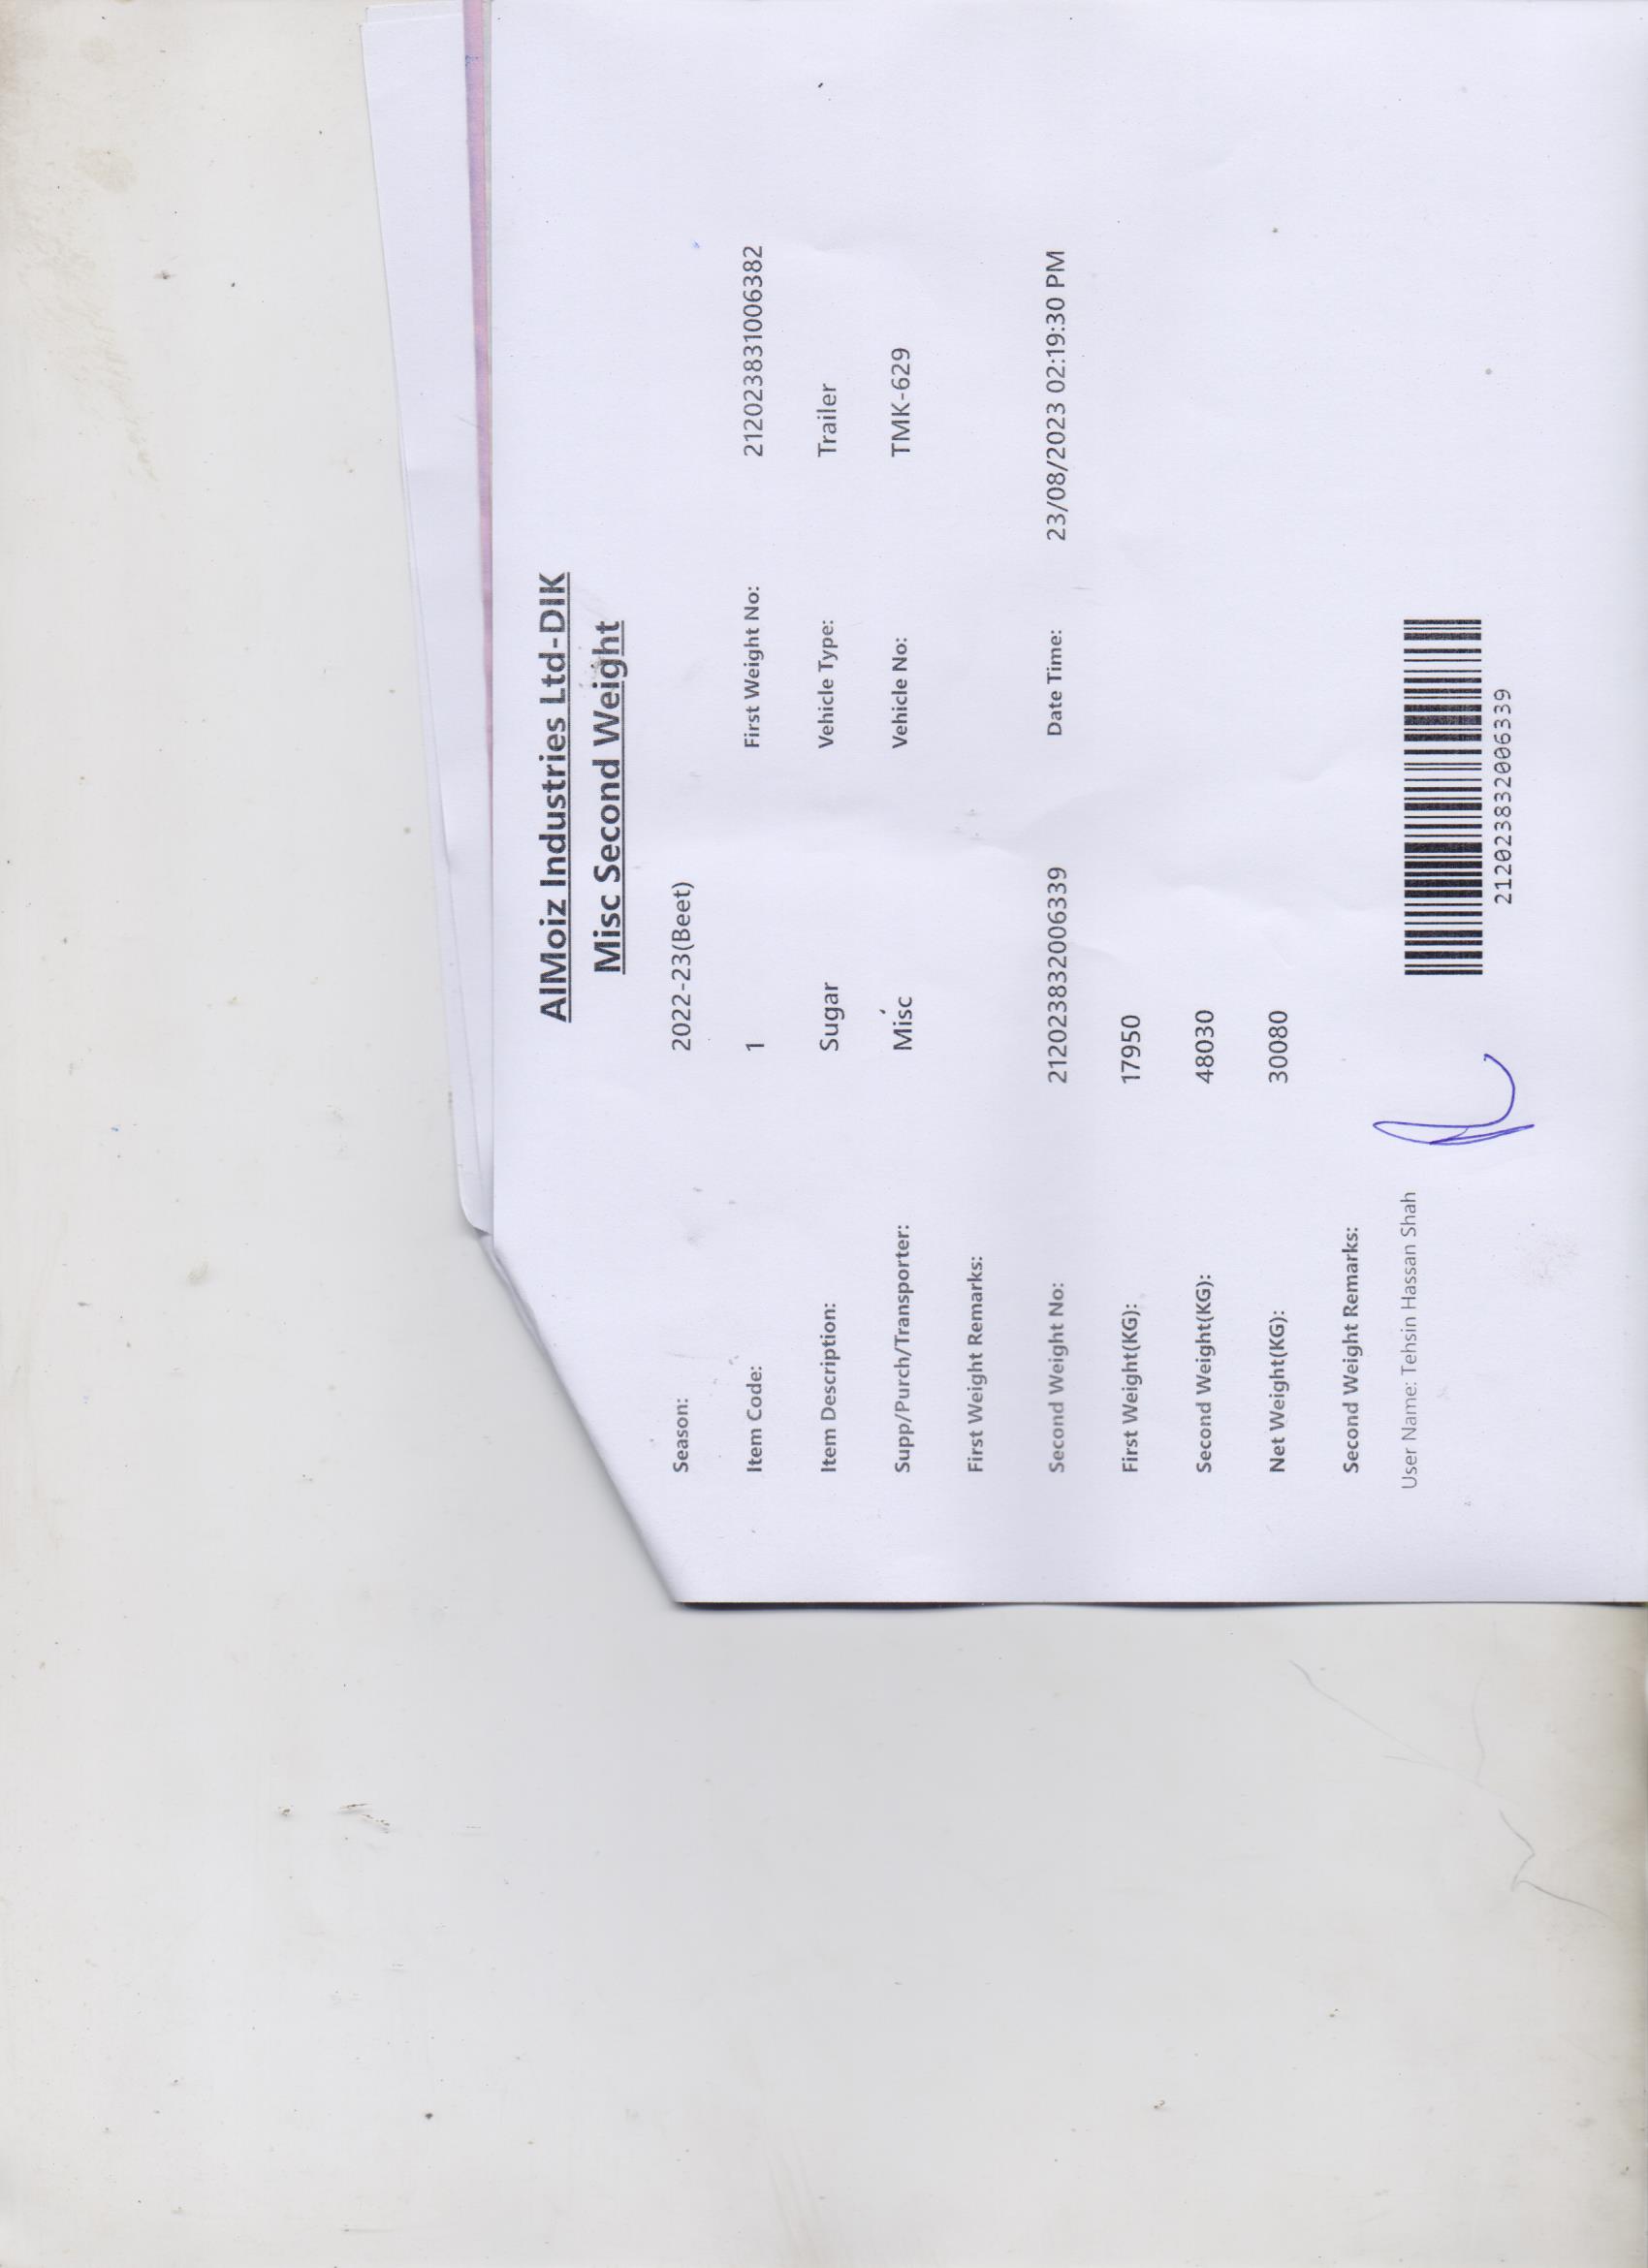 AlMoiz Industries Ltd-DIK
Misc Second Weight
Season: 2022-23(Beet)
Item Code: 1 First Weight No: 212023831006382
Item Description: Sugar Vehicle Type: Trailer
Supp/Purch/Transporter: Misc Vehicle No: TMK-629
First Weight Remarks:
Second Weight No: 212023832006339 Date Time: 23/08/2023 02:19:30 PM
First Weight(KG): 17950
Second Weight(KG): 48030
Net Weight(KG): 30080
Second Weight Remarks:
User Name: Tehsin Hassan Shah
2120238320006339